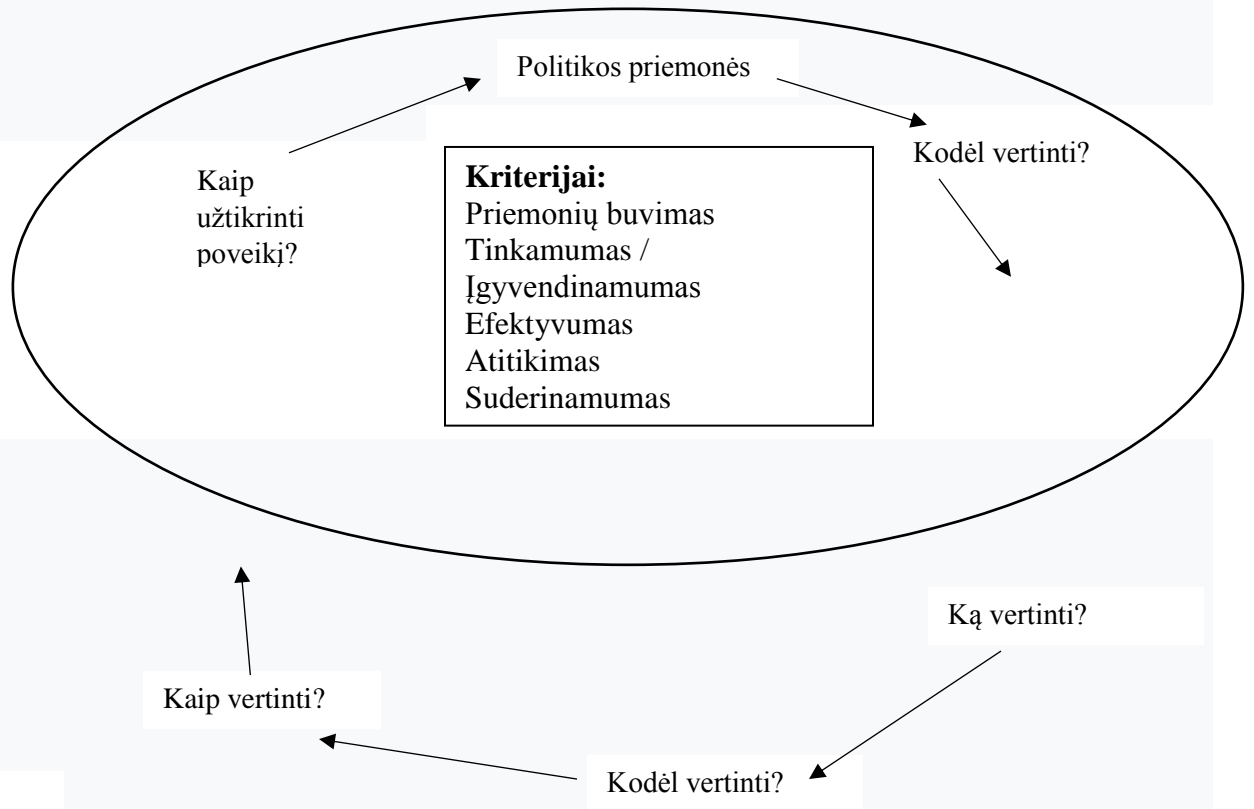 Politikos priemonės
Kodėl vertinti?
Kaip
užtikrinti
poveikį?
Kriterijai:
Priemonių buvimas
Tinkamumas /
Įgyvendinamumas
Efektyvumas
Atitikimas
Suderinamumas
Ką vertinti?
Kaip vertinti?
Kodėl vertinti?